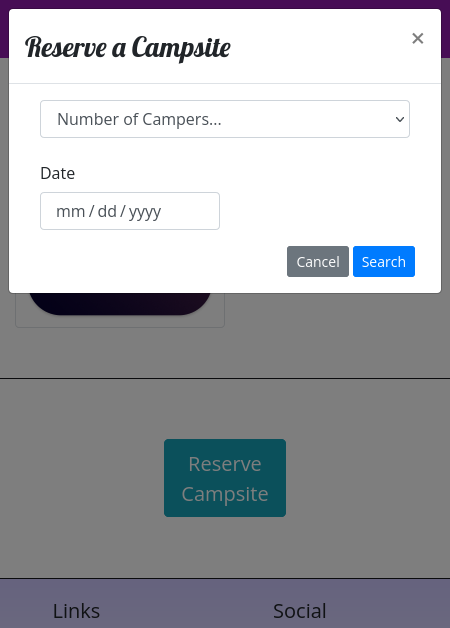 Reserve a Campsite
×
Number of Campers...
Date
mm / dd / yyyy
Cancel Search
Reserve
Campsite
Links Social